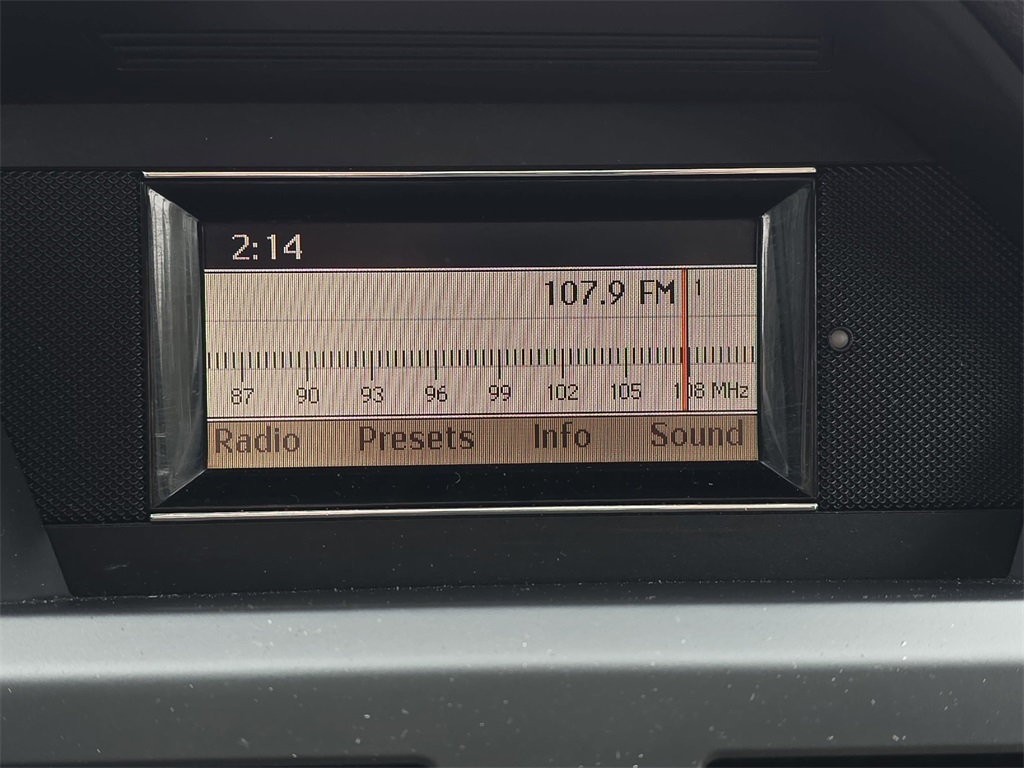 2:14
107.9 FM 1
87 90 93 96 99 102 105 108 MHz
Radio Presets Info Sound